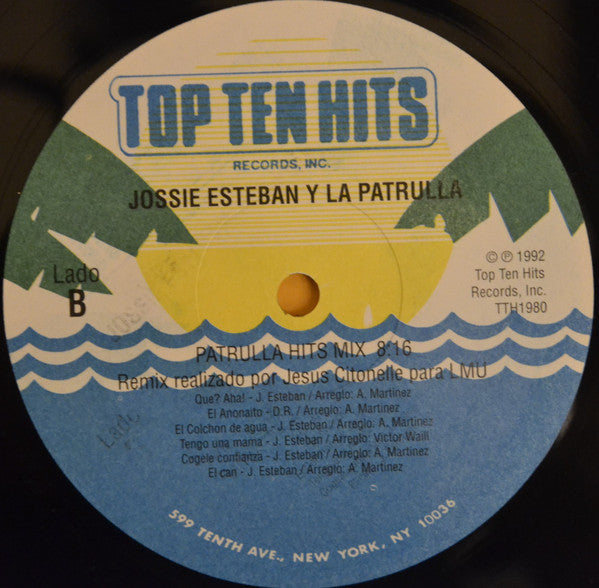 TOP TEN HITS
RECORDS, INC.
JOSSIE ESTEBAN Y LA PATRULLA
Lado
B
© ℗ 1992
Top Ten Hits
Records, Inc.
TTH1980
PATRULLA HITS MIX 8:16
Remix realizado por Jesus Citonelle para LMU
Que? Aha! - J. Esteban / Arreglo: A. Martinez
El Anonaito - D.R. / Arreglo: A. Martinez
El Colchon de agua - J. Esteban / Arreglo: A. Martinez
Tengo una mama - J. Esteban / Arreglo: Victor Waill
Cogele confianza - J. Esteban / Arreglo: A. Martinez
El can - J. Esteban / Arreglo: A. Martinez
Lado
599 TENTH AVE., NEW YORK, NY 10036